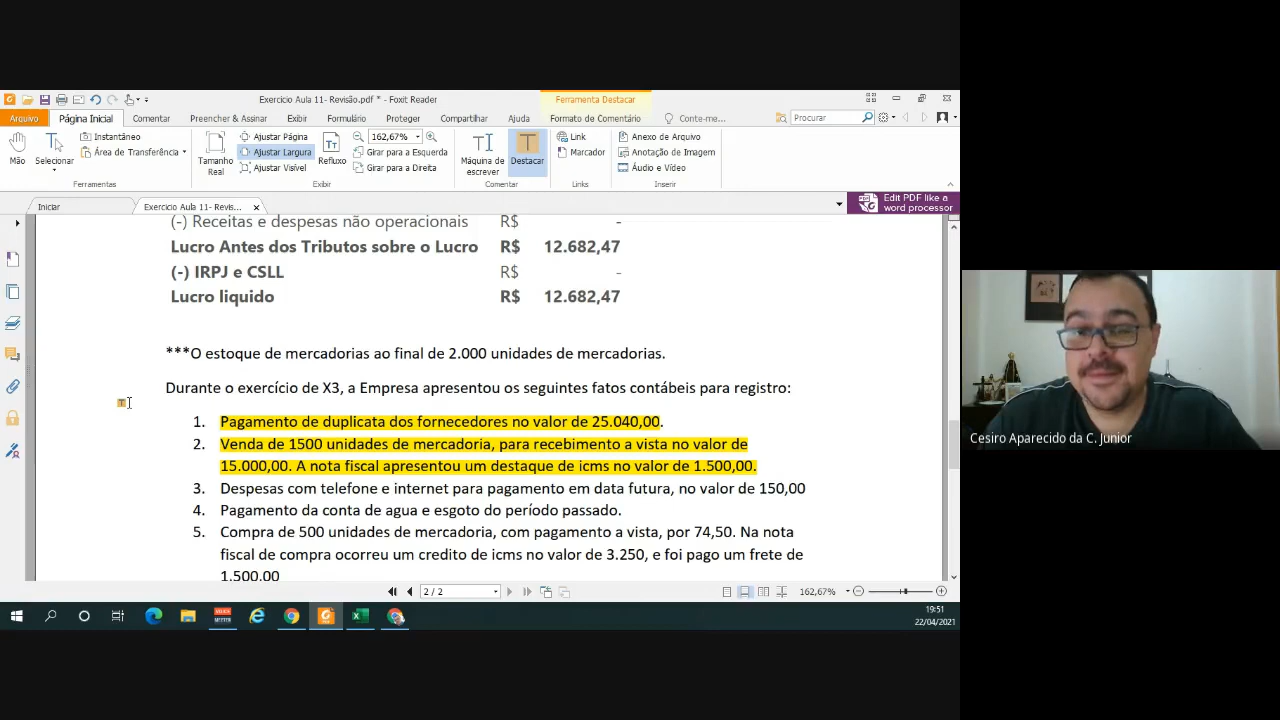 Exercicio Aula 11- Revisão.pdf * - Foxit Reader
Ferramenta Destacar
Arquivo
Página Inicial
Comentar
Preencher & Assinar
Exibir
Formulário
Proteger
Compartilhar
Ajuda
Formato de Comentário
Conte-me...
Procurar
Mão
Selecionar
Instantâneo
Área de Transferência
Tamanho Real
Ajustar Página
Ajustar Largura
Ajustar Visível
Refluxo
162,67%
Girar para a Esquerda
Girar para a Direita
Máquina de escrever
Destacar
Link
Marcador
Anexo de Arquivo
Anotação de Imagem
Áudio e Vídeo
Ferramentas
Exibir
Comentar
Links
Inserir
Iniciar
Exercicio Aula 11- Revis...
Edit PDF like a
word processor
(-) Receitas e despesas não operacionais R$ -
Lucro Antes dos Tributos sobre o Lucro R$ 12.682,47
(-) IRPJ e CSLL R$ -
Lucro liquido R$ 12.682,47
***O estoque de mercadorias ao final de 2.000 unidades de mercadorias.
Durante o exercício de X3, a Empresa apresentou os seguintes fatos contábeis para registro:
1. Pagamento de duplicata dos fornecedores no valor de 25.040,00.
2. Venda de 1500 unidades de mercadoria, para recebimento a vista no valor de
15.000,00. A nota fiscal apresentou um destaque de icms no valor de 1.500,00.
3. Despesas com telefone e internet para pagamento em data futura, no valor de 150,00
4. Pagamento da conta de agua e esgoto do período passado.
5. Compra de 500 unidades de mercadoria, com pagamento a vista, por 74,50. Na nota
fiscal de compra ocorreu um credito de icms no valor de 3.250, e foi pago um frete de
1.500,00
Cesiro Aparecido da C. Junior
2 / 2
162,67%
19:51
22/04/2021